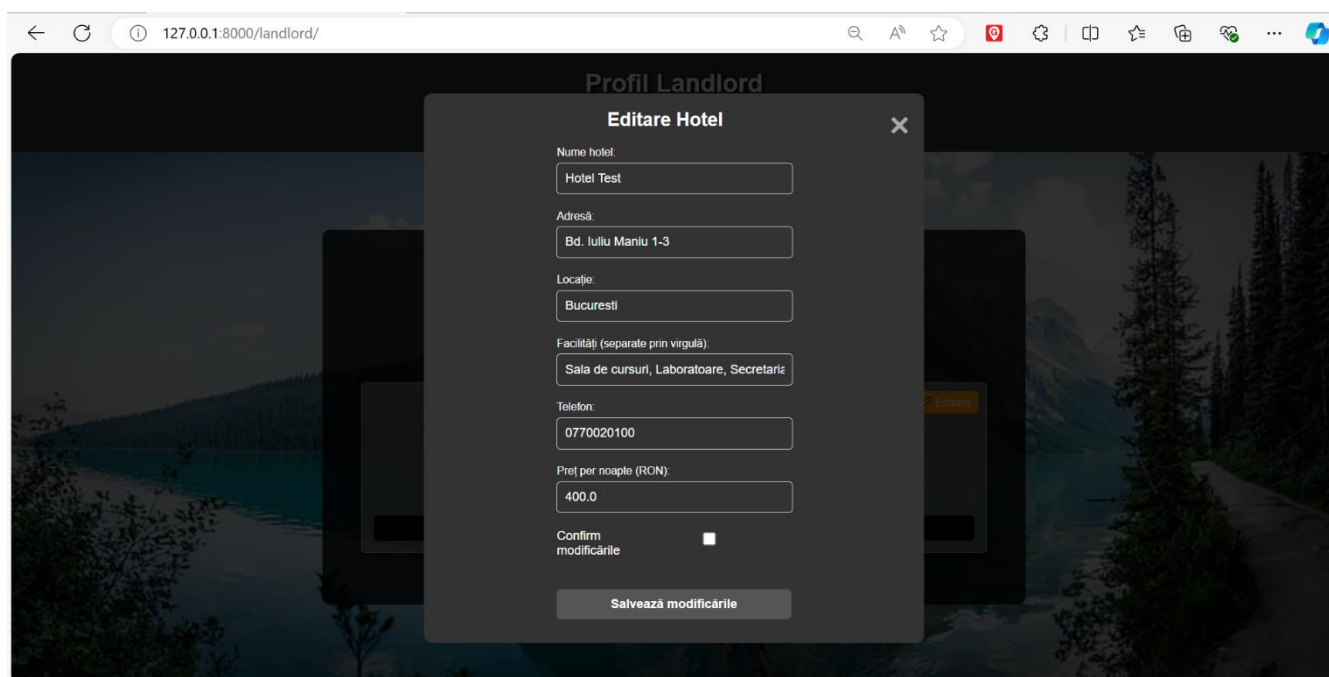 127.0.0.1:8000/landlord/
Profil Landlord
Editare Hotel
Nume hotel:
Hotel Test
Adresă:
Bd. Iuliu Maniu 1-3
Locație:
Bucuresti
Facilități (separate prin virgulă):
Sala de cursuri, Laboratoare, Secretaria
Editare
Telefon:
0770020100
Preț per noapte (RON):
400.0
Confirm
modificările
Salvează modificările